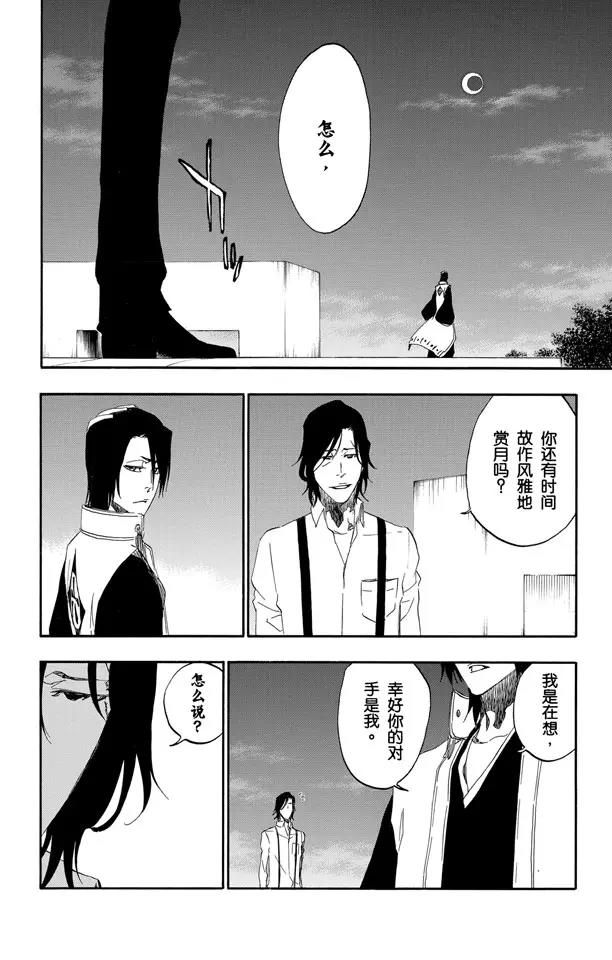 怎么，
你还有时间
故作风雅地
赏月吗？
我是在想，
幸好你的对
手是我。
怎么说？